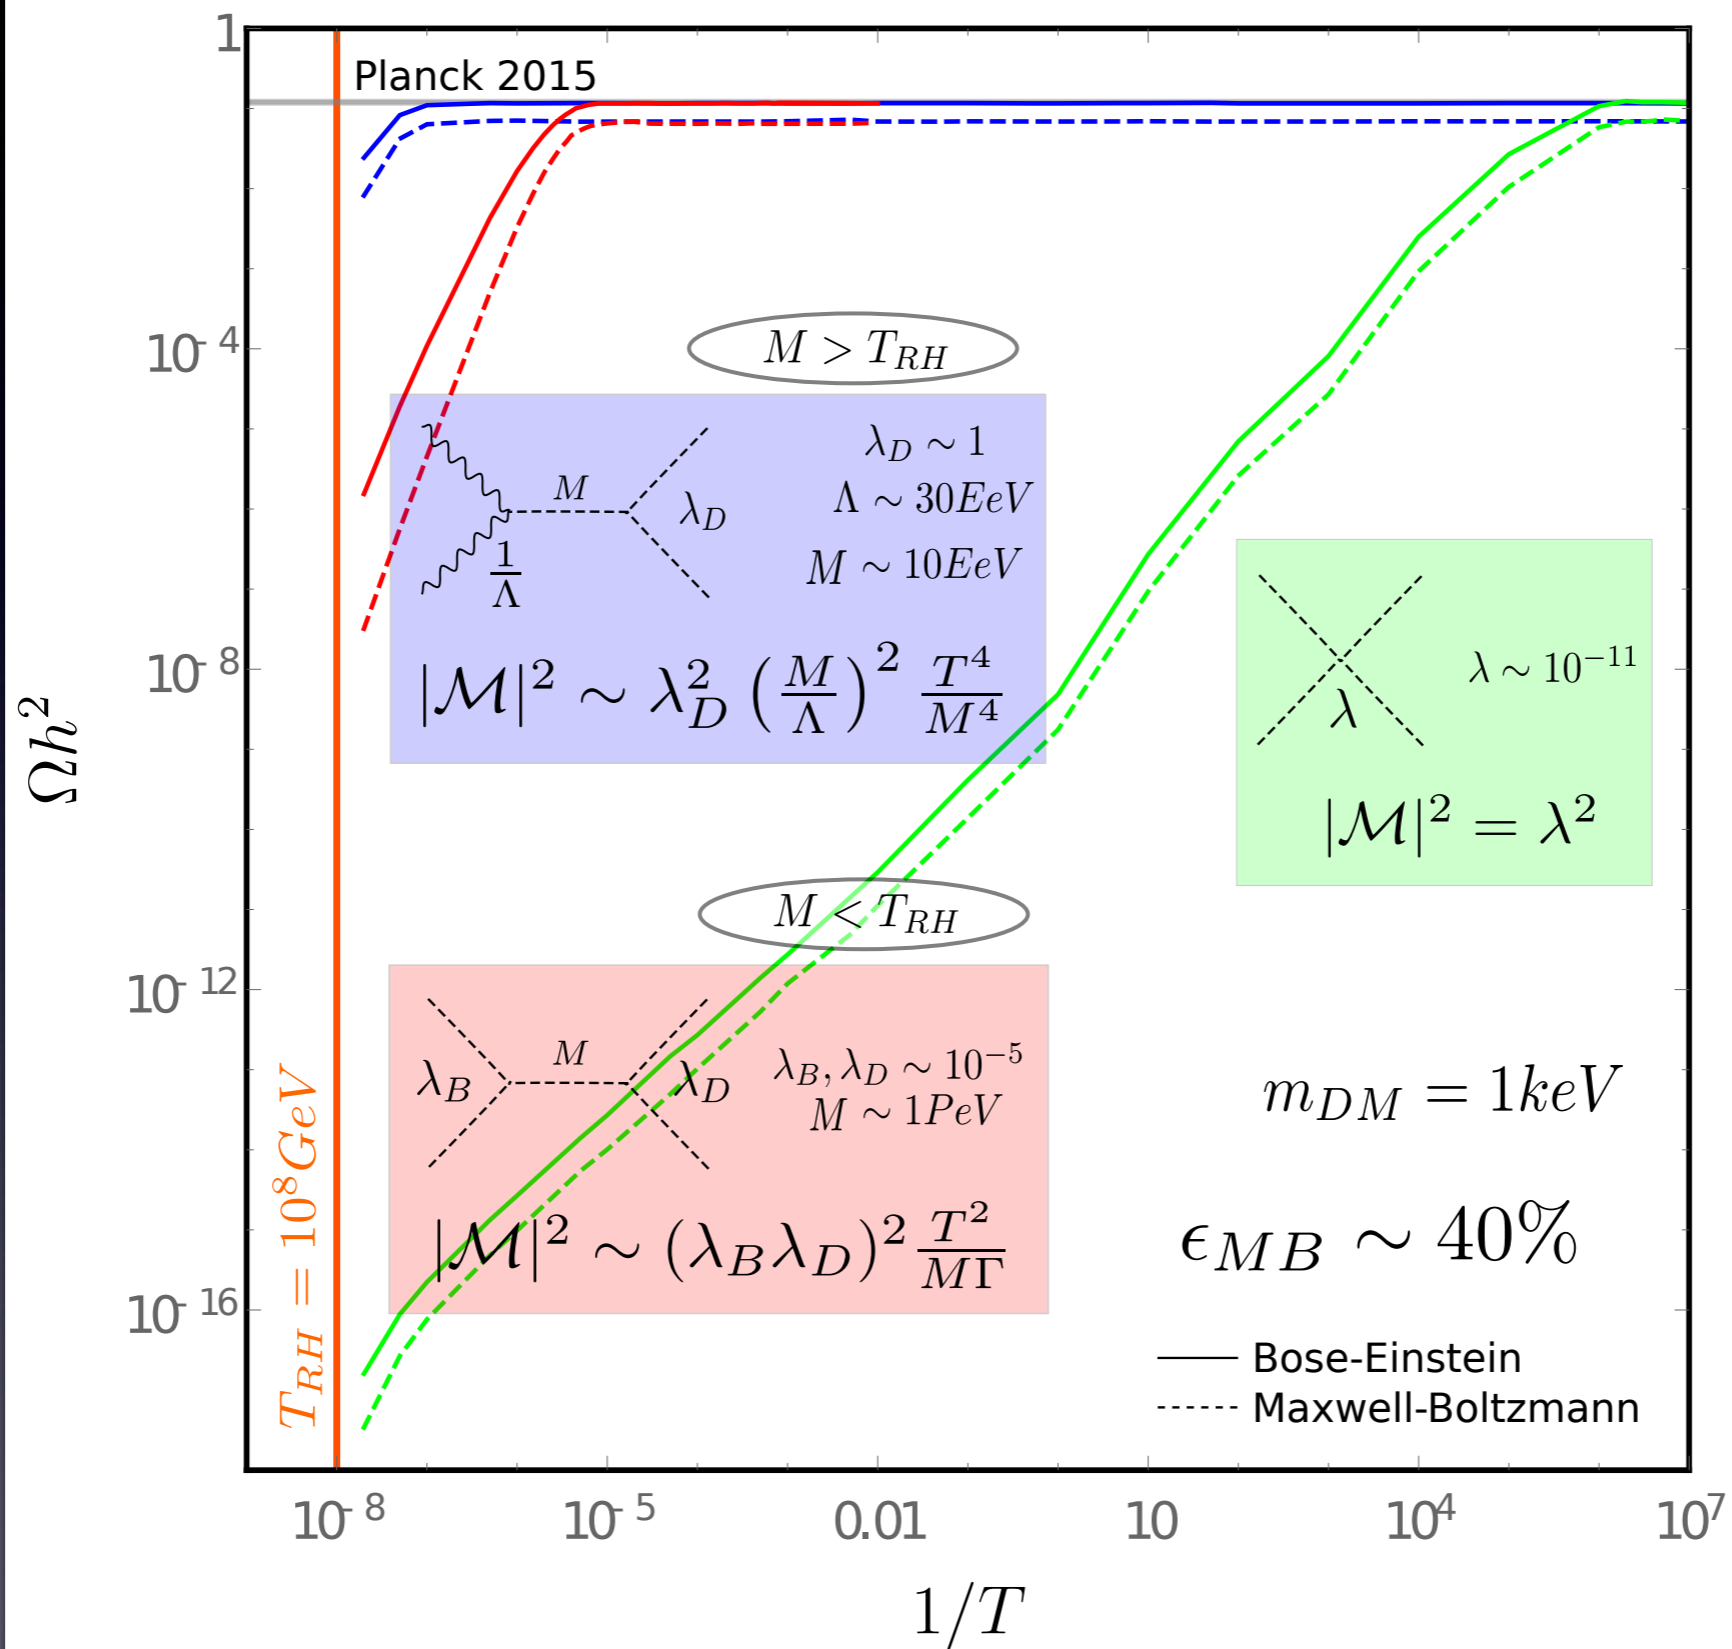 1
Planck 2015
10^-4
M > T_RH
M
λ_D
1/Λ
λ_D ∼ 1
Λ ∼ 30EeV
M ∼ 10EeV
|ℳ|^2 ∼ λ_D^2 (M/Λ)^2 T^4/M^4
10^-8
λ
λ ∼ 10^−11
|ℳ|^2 = λ^2
Ωh^2
M < T_RH
10^-12
λ_B
M
λ_D
λ_B, λ_D ∼ 10^−5
M ∼ 1PeV
|ℳ|^2 ∼ (λ_B λ_D)^2 T^2/MΓ
m_DM = 1keV
ϵ_MB ∼ 40%
10^-16
T_RH = 10^8 GeV
Bose-Einstein
Maxwell-Boltzmann
10^-8 10^-5 0.01 10 10^4 10^7
1/T